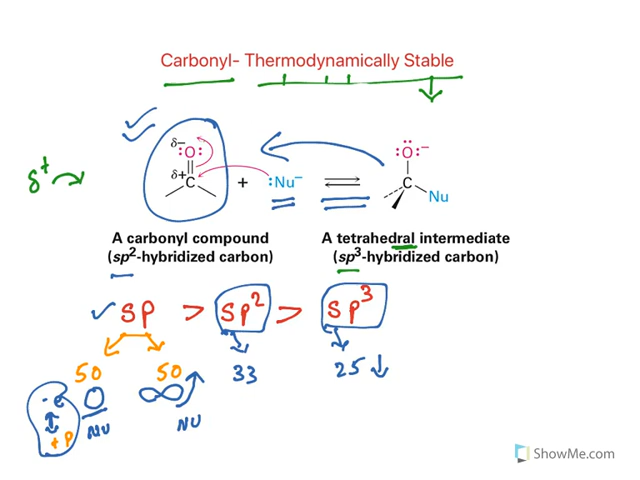 Carbonyl- Thermodynamically Stable
δ−
:O: :Ö:−
δ+ δ+ C + :Nu− ⇌ C Nu
A carbonyl compound A tetrahedral intermediate
(sp2-hybridized carbon) (sp3-hybridized carbon)
SP > SP2 > SP3
50 50 33 25
-e
+ P NU NU
ShowMe.com